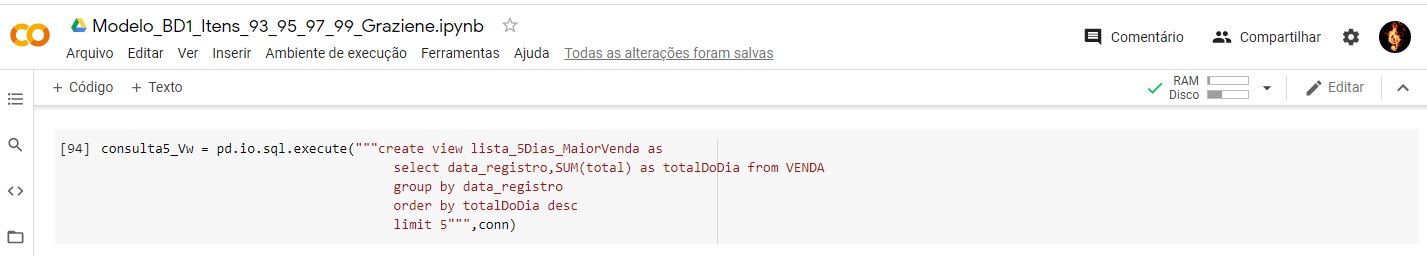 Modelo_BD1_Itens_93_95_97_99_Graziene.ipynb
Arquivo Editar Ver Inserir Ambiente de execução Ferramentas Ajuda Todas as alterações foram salvas
Comentário Compartilhar
+ Código + Texto
RAM
Disco
Editar
[94] consulta5_Vw = pd.io.sql.execute("""create view lista_5Dias_MaiorVenda as
select data_registro,SUM(total) as totalDoDia from VENDA
group by data_registro
order by totalDoDia desc
limit 5""",conn)